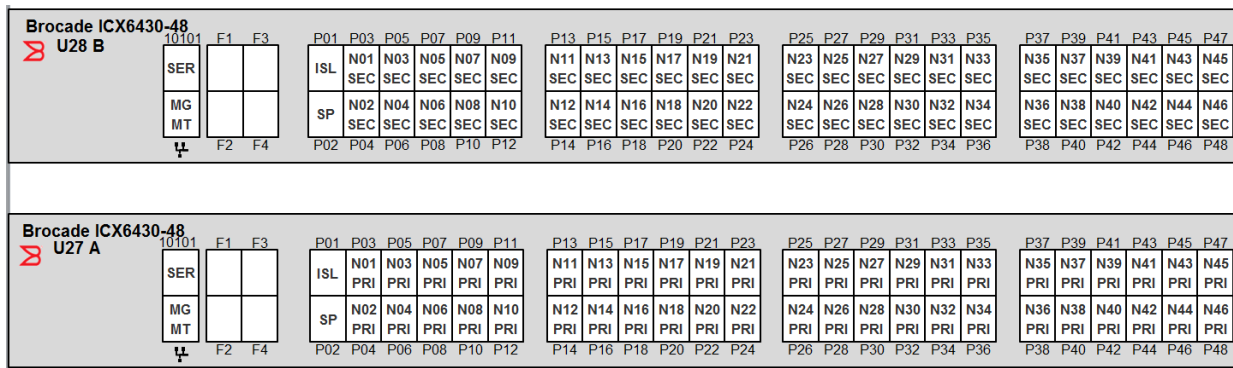 Brocade ICX6430-48
U28 B
10101 F1 F3 P01 P03 P05 P07 P09 P11 P13 P15 P17 P19 P21 P23 P25 P27 P29 P31 P33 P35 P37 P39 P41 P43 P45 P47
SER ISL N01 N03 N05 N07 N09 N11 N13 N15 N17 N19 N21 N23 N25 N27 N29 N31 N33 N35 N37 N39 N41 N43 N45
SEC SEC SEC SEC SEC SEC SEC SEC SEC SEC SEC SEC SEC SEC SEC SEC SEC SEC SEC SEC SEC SEC SEC
MG SP N02 N04 N06 N08 N10 N12 N14 N16 N18 N20 N22 N24 N26 N28 N30 N32 N34 N36 N38 N40 N42 N44 N46
MT SEC SEC SEC SEC SEC SEC SEC SEC SEC SEC SEC SEC SEC SEC SEC SEC SEC SEC SEC SEC SEC SEC SEC
F2 F4 P02 P04 P06 P08 P10 P12 P14 P16 P18 P20 P22 P24 P26 P28 P30 P32 P34 P36 P38 P40 P42 P44 P46 P48
Brocade ICX6430-48
U27 A
10101 F1 F3 P01 P03 P05 P07 P09 P11 P13 P15 P17 P19 P21 P23 P25 P27 P29 P31 P33 P35 P37 P39 P41 P43 P45 P47
SER ISL N01 N03 N05 N07 N09 N11 N13 N15 N17 N19 N21 N23 N25 N27 N29 N31 N33 N35 N37 N39 N41 N43 N45
PRI PRI PRI PRI PRI PRI PRI PRI PRI PRI PRI PRI PRI PRI PRI PRI PRI PRI PRI PRI PRI PRI PRI
MG SP N02 N04 N06 N08 N10 N12 N14 N16 N18 N20 N22 N24 N26 N28 N30 N32 N34 N36 N38 N40 N42 N44 N46
MT PRI PRI PRI PRI PRI PRI PRI PRI PRI PRI PRI PRI PRI PRI PRI PRI PRI PRI PRI PRI PRI PRI PRI
F2 F4 P02 P04 P06 P08 P10 P12 P14 P16 P18 P20 P22 P24 P26 P28 P30 P32 P34 P36 P38 P40 P42 P44 P46 P48